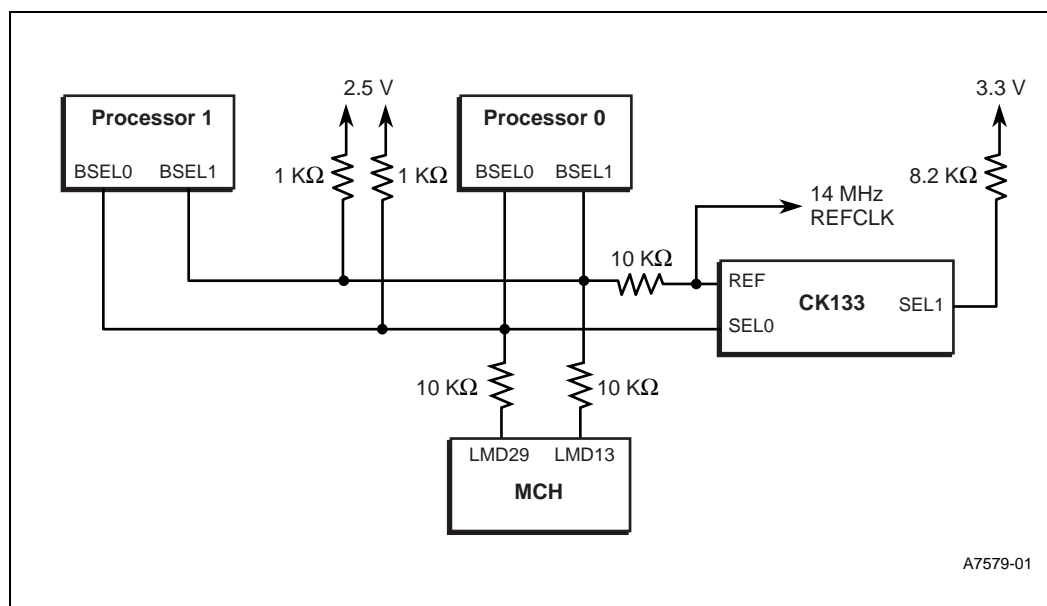 2.5 V
3.3 V
Processor 1
BSEL0 BSEL1
1 KΩ
1 KΩ
Processor 0
BSEL0 BSEL1
8.2 KΩ
14 MHz
REFCLK
10 KΩ
REF
CK133
SEL1
SEL0
10 KΩ
10 KΩ
LMD29 LMD13
MCH
A7579-01